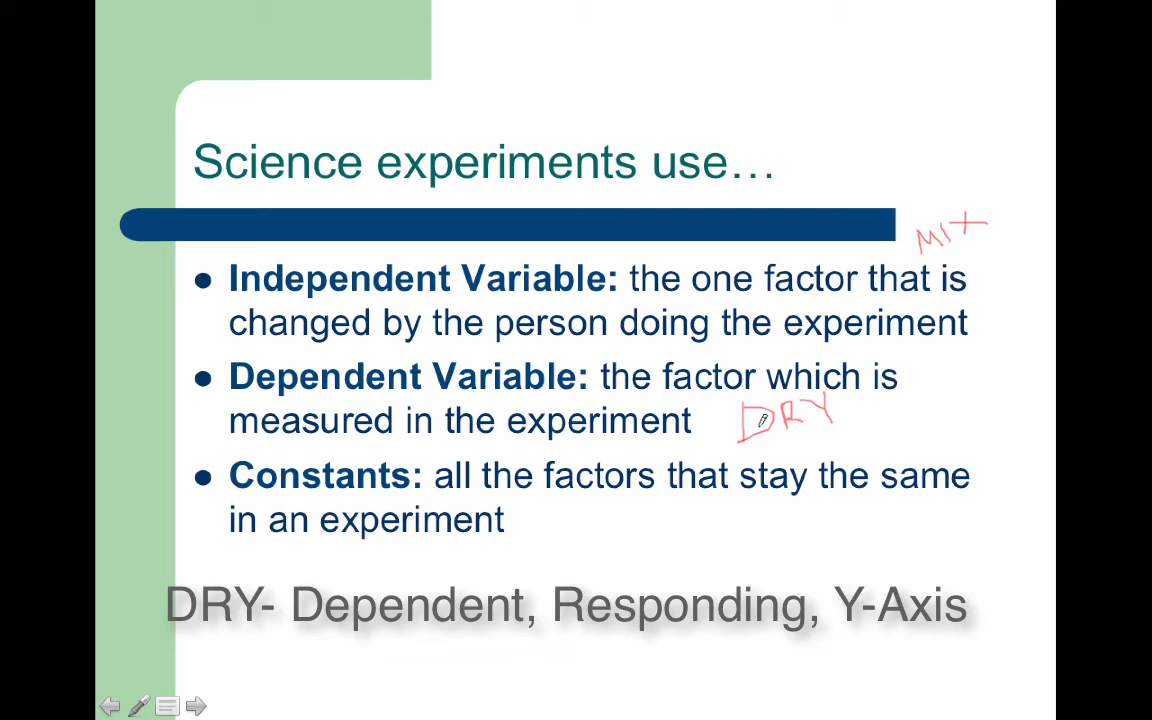 Science experiments use…
MIX
● Independent Variable: the one factor that is
changed by the person doing the experiment
● Dependent Variable: the factor which is
measured in the experiment DRY
● Constants: all the factors that stay the same
in an experiment
DRY- Dependent, Responding, Y-Axis